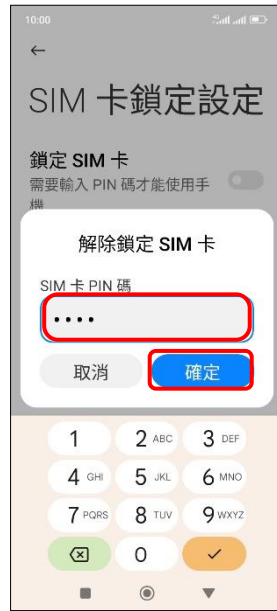 10:00
SIM 卡鎖定設定
鎖定 SIM 卡
需要輸入 PIN 碼才能使用手
機
解除鎖定 SIM 卡
SIM 卡 PIN 碼
••••
取消 確定
1 2 ABC 3 DEF
4 GHI 5 JKL 6 MNO
7 PQRS 8 TUV 9 WXYZ
0